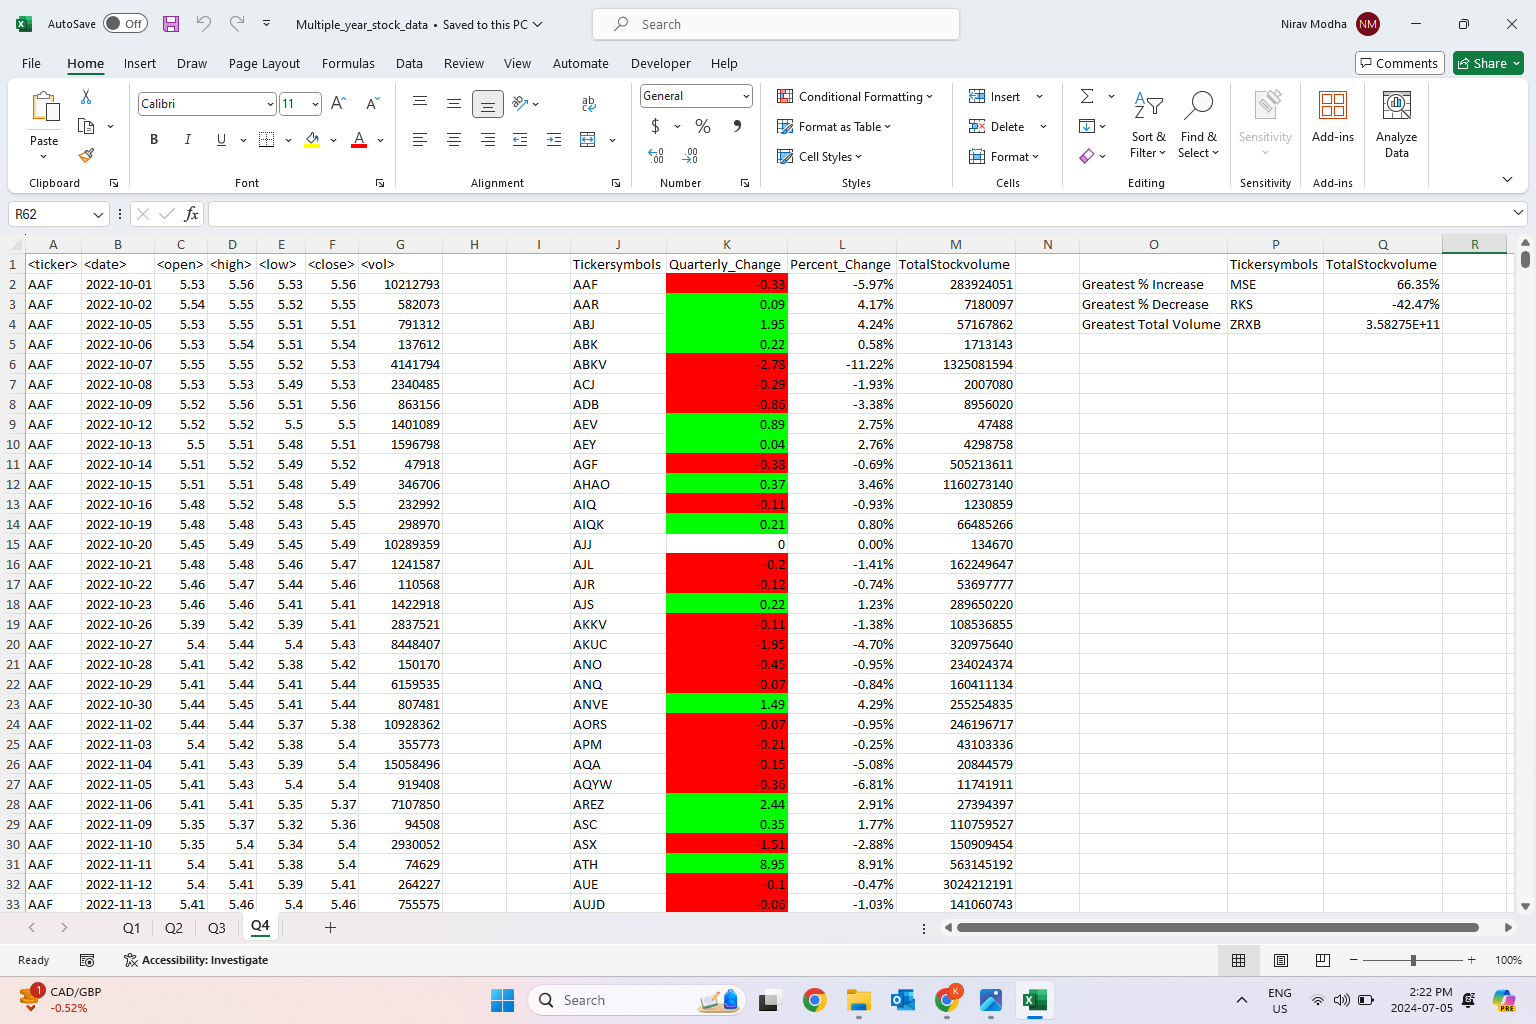 AutoSave Off Multiple_year_stock_data • Saved to this PC Search Nirav Modha NM
File Home Insert Draw Page Layout Formulas Data Review View Automate Developer Help Comments Share
Paste Calibri 11 General Conditional Formatting Insert
B I U A ab $ % 9 Format as Table Delete Sort & Find & Sensitivity Add-ins Analyze
Cell Styles Format Filter Select Data
Clipboard Font Alignment Number Styles Cells Editing Sensitivity Add-ins
R62 fx
A B C D E F G H I J K L M N O P Q R
1 <ticker> <date> <open> <high> <low> <close> <vol> Tickersymbols Quarterly_Change Percent_Change TotalStockvolume Tickersymbols TotalStockvolume
2 AAF 2022-10-01 5.53 5.56 5.53 5.56 10212793 AAF -0.33 -5.97% 283924051 Greatest % Increase MSE 66.35%
3 AAF 2022-10-02 5.54 5.55 5.52 5.55 582073 AAR 0.09 4.17% 7180097 Greatest % Decrease RKS -42.47%
4 AAF 2022-10-05 5.53 5.55 5.51 5.51 791312 ABJ 1.95 4.24% 57167862 Greatest Total Volume ZRXB 3.58275E+11
5 AAF 2022-10-06 5.53 5.54 5.51 5.54 137612 ABK 0.22 0.58% 1713143
6 AAF 2022-10-07 5.55 5.55 5.52 5.53 4141794 ABKV -2.78 -11.22% 1325081594
7 AAF 2022-10-08 5.53 5.53 5.49 5.53 2340485 ACJ -0.29 -1.93% 2007080
8 AAF 2022-10-09 5.52 5.56 5.51 5.56 863156 ADB -0.86 -3.38% 8956020
9 AAF 2022-10-12 5.52 5.52 5.5 5.5 1401089 AEV 0.89 2.75% 47488
10 AAF 2022-10-13 5.5 5.51 5.48 5.51 1596798 AEY 0.04 2.76% 4298758
11 AAF 2022-10-14 5.51 5.52 5.49 5.52 47918 AGF -0.38 -0.69% 505213611
12 AAF 2022-10-15 5.51 5.51 5.48 5.49 346706 AHAO 0.37 3.46% 1160273140
13 AAF 2022-10-16 5.48 5.52 5.48 5.5 232992 AIQ -0.11 -0.93% 1230859
14 AAF 2022-10-19 5.48 5.48 5.43 5.45 298970 AIQK 0.21 0.80% 66485266
15 AAF 2022-10-20 5.45 5.49 5.45 5.49 10289359 AJJ 0 0.00% 134670
16 AAF 2022-10-21 5.48 5.48 5.46 5.47 1241587 AJL -0.2 -1.41% 162249647
17 AAF 2022-10-22 5.46 5.47 5.44 5.46 110568 AJR -0.12 -0.74% 53697777
18 AAF 2022-10-23 5.46 5.46 5.41 5.41 1422918 AJS 0.22 1.23% 289650220
19 AAF 2022-10-26 5.39 5.42 5.39 5.41 2837521 AKKV -0.11 -1.38% 108536855
20 AAF 2022-10-27 5.4 5.44 5.4 5.43 8448407 AKUC -1.95 -4.70% 320975640
21 AAF 2022-10-28 5.41 5.42 5.38 5.42 150170 ANO -0.45 -0.95% 234024374
22 AAF 2022-10-29 5.41 5.44 5.41 5.44 6159535 ANQ -0.07 -0.84% 160411134
23 AAF 2022-10-30 5.44 5.45 5.41 5.44 807481 ANVE 1.49 4.29% 255254835
24 AAF 2022-11-02 5.44 5.44 5.37 5.38 10928362 AORS -0.07 -0.95% 246196717
25 AAF 2022-11-03 5.4 5.42 5.38 5.4 355773 APM -0.21 -0.25% 43103336
26 AAF 2022-11-04 5.41 5.43 5.39 5.4 15058496 AQA -0.15 -5.08% 20844579
27 AAF 2022-11-05 5.41 5.43 5.4 5.4 919408 AQYW -0.36 -6.81% 11741911
28 AAF 2022-11-06 5.41 5.41 5.35 5.37 7107850 AREZ 2.44 2.91% 27394397
29 AAF 2022-11-09 5.35 5.37 5.32 5.36 94508 ASC 0.35 1.77% 110759527
30 AAF 2022-11-10 5.35 5.4 5.34 5.4 2930052 ASX -1.51 -2.88% 150909454
31 AAF 2022-11-11 5.4 5.41 5.38 5.4 74629 ATH 8.95 8.91% 563145192
32 AAF 2022-11-12 5.4 5.41 5.39 5.41 264227 AUE -0.1 -0.47% 3024212191
33 AAF 2022-11-13 5.41 5.46 5.4 5.46 755575 AUJD -0.06 -1.03% 141060743
Q1 Q2 Q3 Q4
Ready Accessibility: Investigate 100%
1 CAD/GBP Search K ENG 2:22 PM
-0.52% US 2024-07-05 PRE